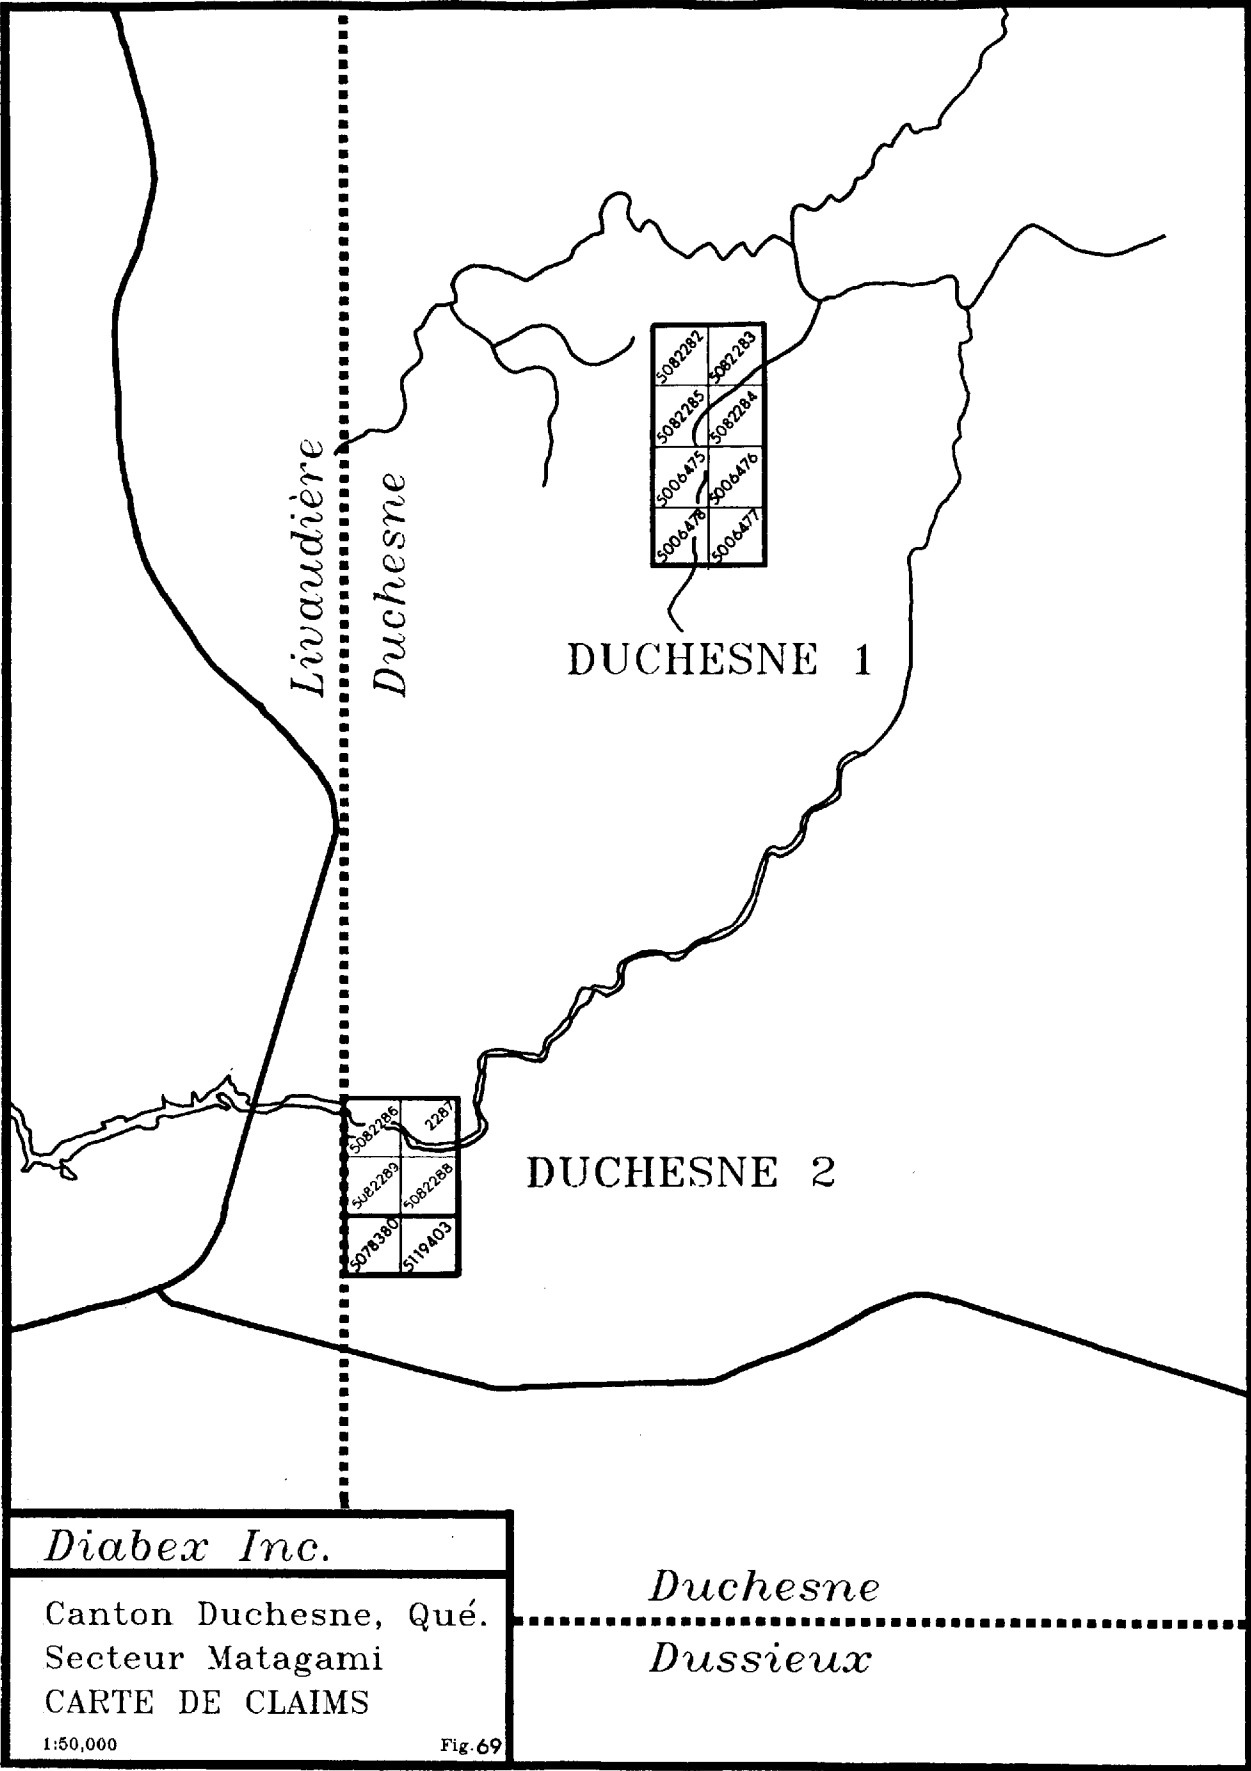 5082282 5082283
5082285 5082284
5006475 5006476
5006478 5006477
Livaudière
Duchesne
DUCHESNE 1
5082286 2287
5082289 5082288
5078380 5119403
DUCHESNE 2
Diabex Inc.
Canton Duchesne, Qué.
Secteur Matagami
CARTE DE CLAIMS
1:50,000 Fig. 69
Duchesne
Dussieux